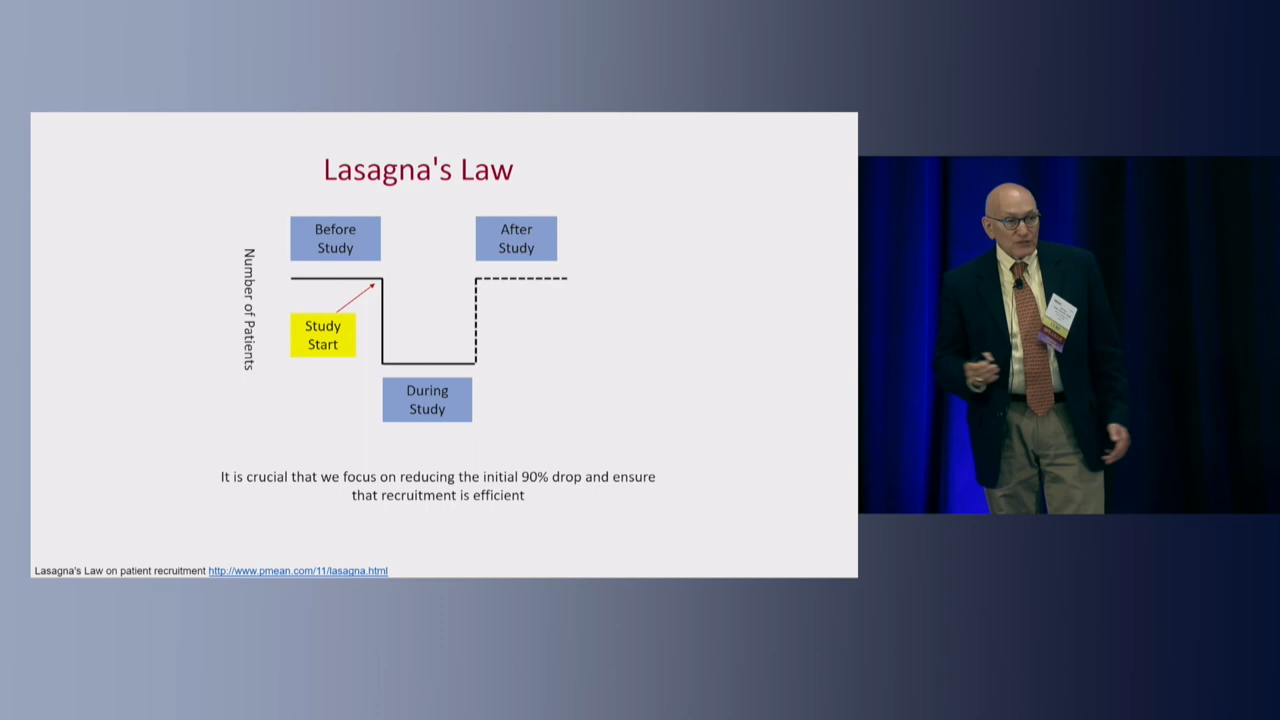 Lasagna's Law
Before
Study
After
Study
Number of Patients
Study
Start
During
Study
It is crucial that we focus on reducing the initial 90% drop and ensure
that recruitment is efficient
Lasagna's Law on patient recruitment http://www.pmean.com/11/lasagna.html